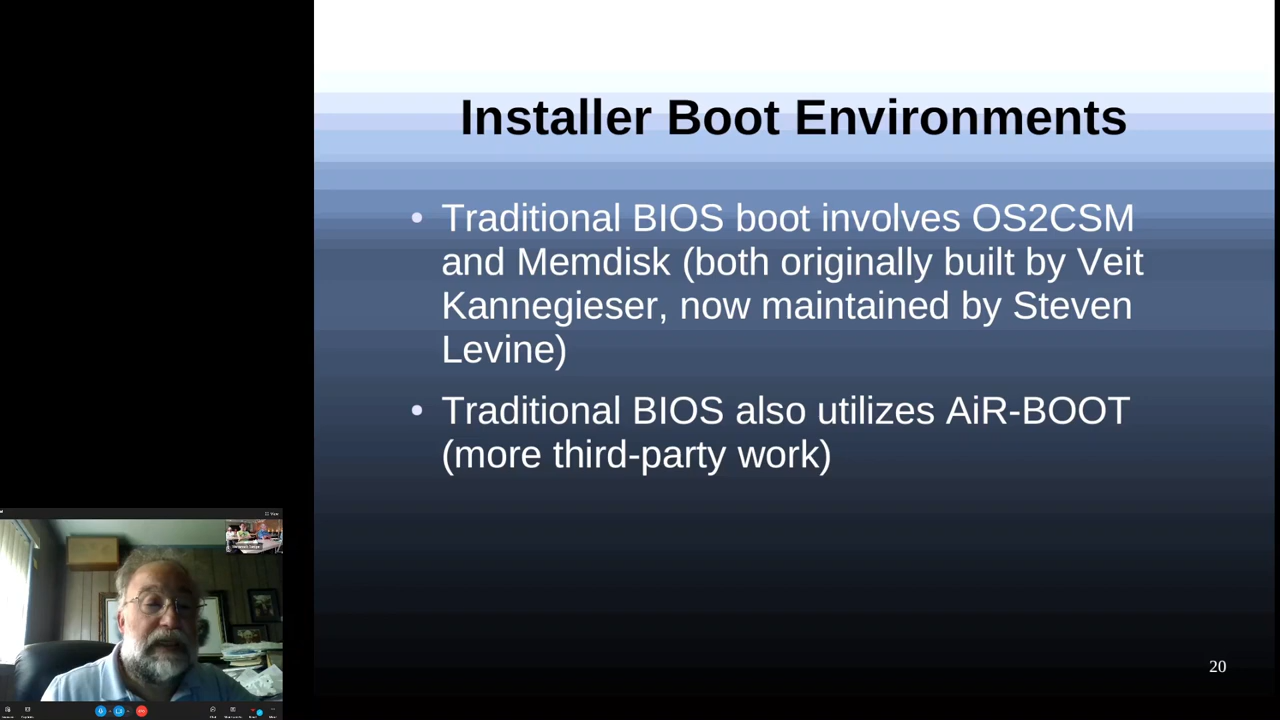 Installer Boot Environments
• Traditional BIOS boot involves OS2CSM
and Memdisk (both originally built by Veit
Kannegieser, now maintained by Steven
Levine)
• Traditional BIOS also utilizes AiR-BOOT
(more third-party work)
20
View